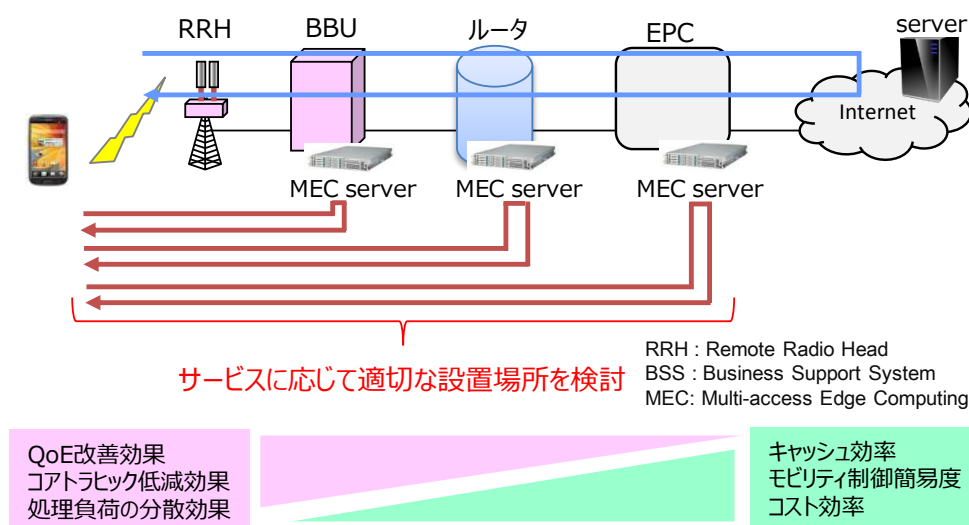 server
RRH
BBU
ルータ
EPC
Internet
MEC server
MEC server
MEC server
サービスに応じて適切な設置場所を検討
RRH : Remote Radio Head
BSS : Business Support System
MEC: Multi-access Edge Computing
QoE改善効果
コアトラヒック低減効果
処理負荷の分散効果
キャッシュ効率
モビリティ制御簡易度
コスト効率